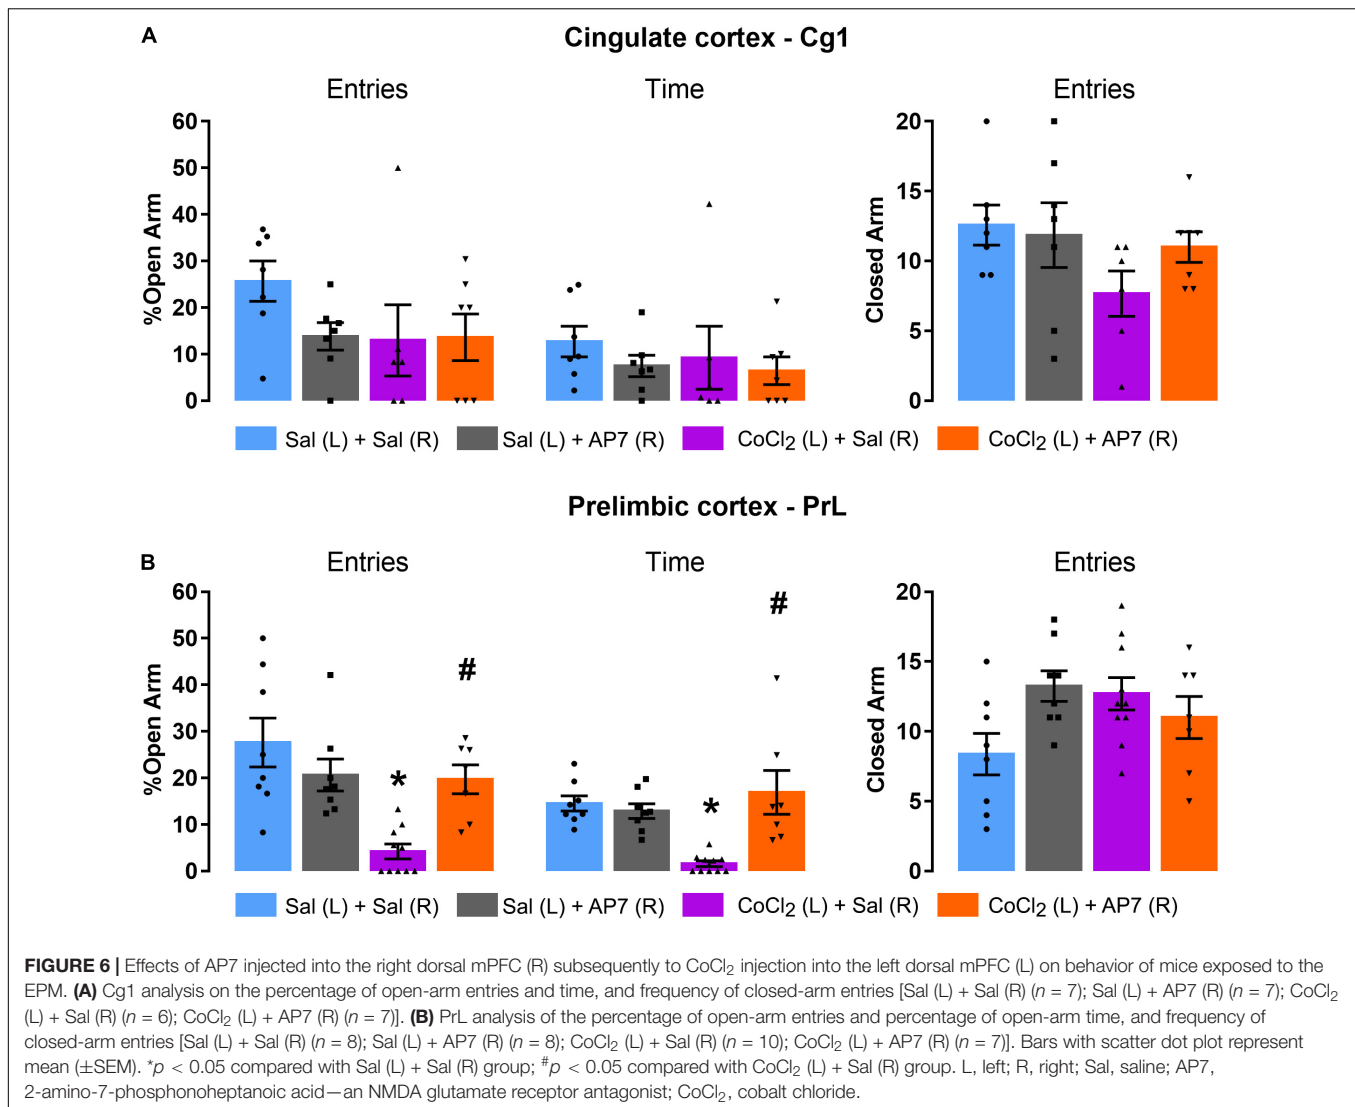 A
Cingulate cortex - Cg1
Entries
Time
Entries
%Open Arm
60
50
40
30
20
10
0
Closed Arm
20
15
10
5
0
Sal (L) + Sal (R)
Sal (L) + AP7 (R)
CoCl2 (L) + Sal (R)
CoCl2 (L) + AP7 (R)
Prelimbic cortex - PrL
B
Entries
Time
Entries
%Open Arm
60
50
40
30
20
10
0
*
#
*
#
Closed Arm
20
15
10
5
0
Sal (L) + Sal (R)
Sal (L) + AP7 (R)
CoCl2 (L) + Sal (R)
CoCl2 (L) + AP7 (R)
FIGURE 6 | Effects of AP7 injected into the right dorsal mPFC (R) subsequently to CoCl2 injection into the left dorsal mPFC (L) on behavior of mice exposed to the
EPM. (A) Cg1 analysis on the percentage of open-arm entries and time, and frequency of closed-arm entries [Sal (L) + Sal (R) (n = 7); Sal (L) + AP7 (R) (n = 7); CoCl2
(L) + Sal (R) (n = 6); CoCl2 (L) + AP7 (R) (n = 7)]. (B) PrL analysis of the percentage of open-arm entries and percentage of open-arm time, and frequency of
closed-arm entries [Sal (L) + Sal (R) (n = 8); Sal (L) + AP7 (R) (n = 8); CoCl2 (L) + Sal (R) (n = 10); CoCl2 (L) + AP7 (R) (n = 7)]. Bars with scatter dot plot represent
mean (±SEM). *p < 0.05 compared with Sal (L) + Sal (R) group; #p < 0.05 compared with CoCl2 (L) + Sal (R) group. L, left; R, right; Sal, saline; AP7,
2-amino-7-phosphonoheptanoic acid—an NMDA glutamate receptor antagonist; CoCl2, cobalt chloride.